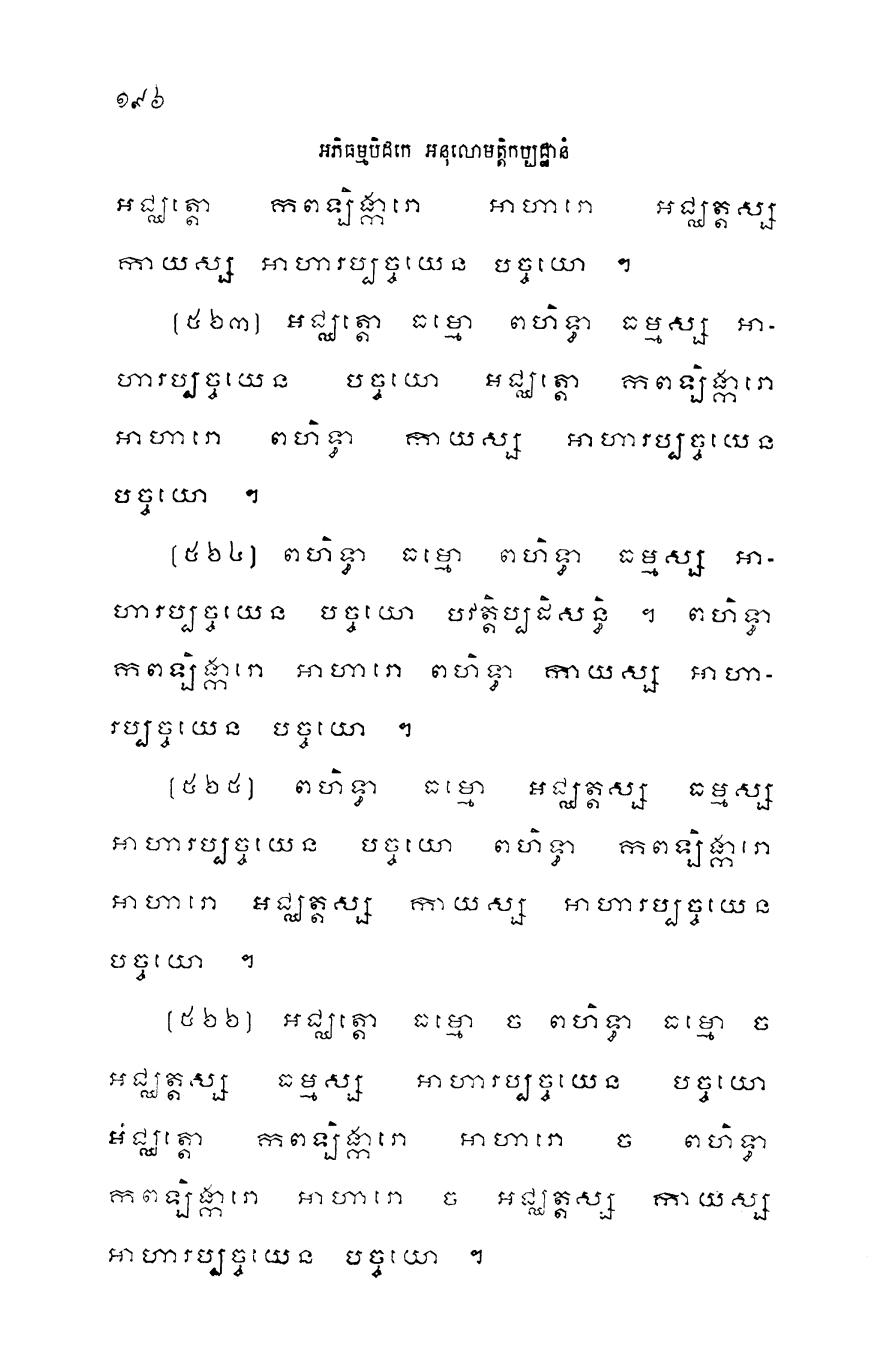 ១៩៦
អភិធម្មបិដកេ អនុលោមត្តិកប្បដ្ឋានំ
អជ្ឈត្តោ កពឡិង្ការោ អាហារោ អជ្ឈត្តស្ស
កាយស្ស អាហារប្បច្ចយេន បច្ចយោ ។
(៥៦៣) អជ្ឈត្តោ ធម្មោ ពហិទ្ធា ធម្មស្ស អា-
ហារប្បច្ចយេន បច្ចយោ អជ្ឈត្តោ កពឡិង្ការោ
អាហារោ ពហិទ្ធា កាយស្ស អាហារប្បច្ចយេន
បច្ចយោ ។
(៥៦៤) ពហិទ្ធា ធម្មោ ពហិទ្ធា ធម្មស្ស អា-
ហារប្បច្ចយេន បច្ចយោ បវត្តិប្បដិសន្ធិ ។ ពហិទ្ធា
កពឡិង្ការោ អាហារោ ពហិទ្ធា កាយស្ស អាហា-
រប្បច្ចយេន បច្ចយោ ។
(៥៦៥) ពហិទ្ធា ធម្មោ អជ្ឈត្តស្ស ធម្មស្ស
អាហារប្បច្ចយេន បច្ចយោ ពហិទ្ធា កពឡិង្ការោ
អាហារោ អជ្ឈត្តស្ស កាយស្ស អាហារប្បច្ចយេន
បច្ចយោ ។
(៥៦៦) អជ្ឈត្តោ ធម្មោ ច ពហិទ្ធា ធម្មោ ច
អជ្ឈត្តស្ស ធម្មស្ស អាហារប្បច្ចយេន បច្ចយោ
អជ្ឈត្តោ កពឡិង្ការោ អាហារោ ច ពហិទ្ធា
កពឡិង្ការោ អាហារោ ច អជ្ឈត្តស្ស កាយស្ស
អាហារប្បច្ចយេន បច្ចយោ ។